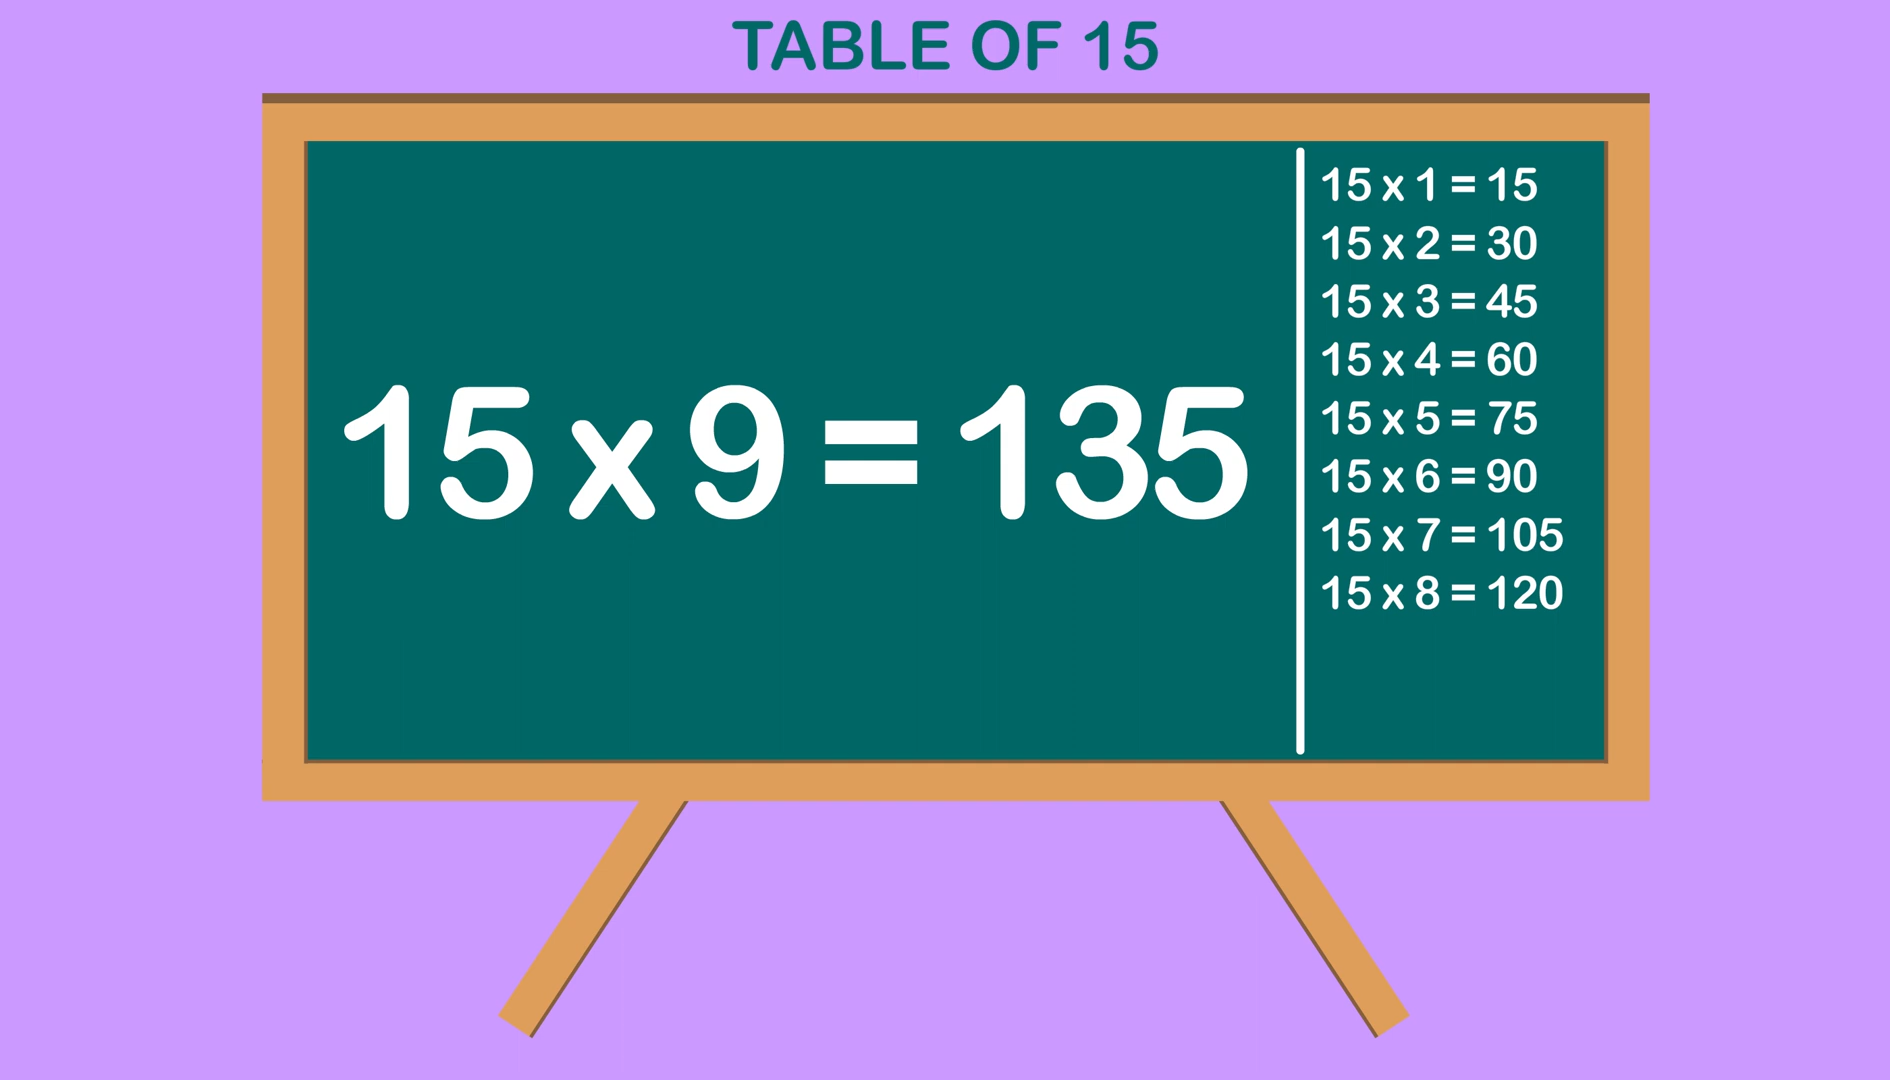 TABLE OF 15
15 x 9 = 135
15 x 1 = 15
15 x 2 = 30
15 x 3 = 45
15 x 4 = 60
15 x 5 = 75
15 x 6 = 90
15 x 7 = 105
15 x 8 = 120